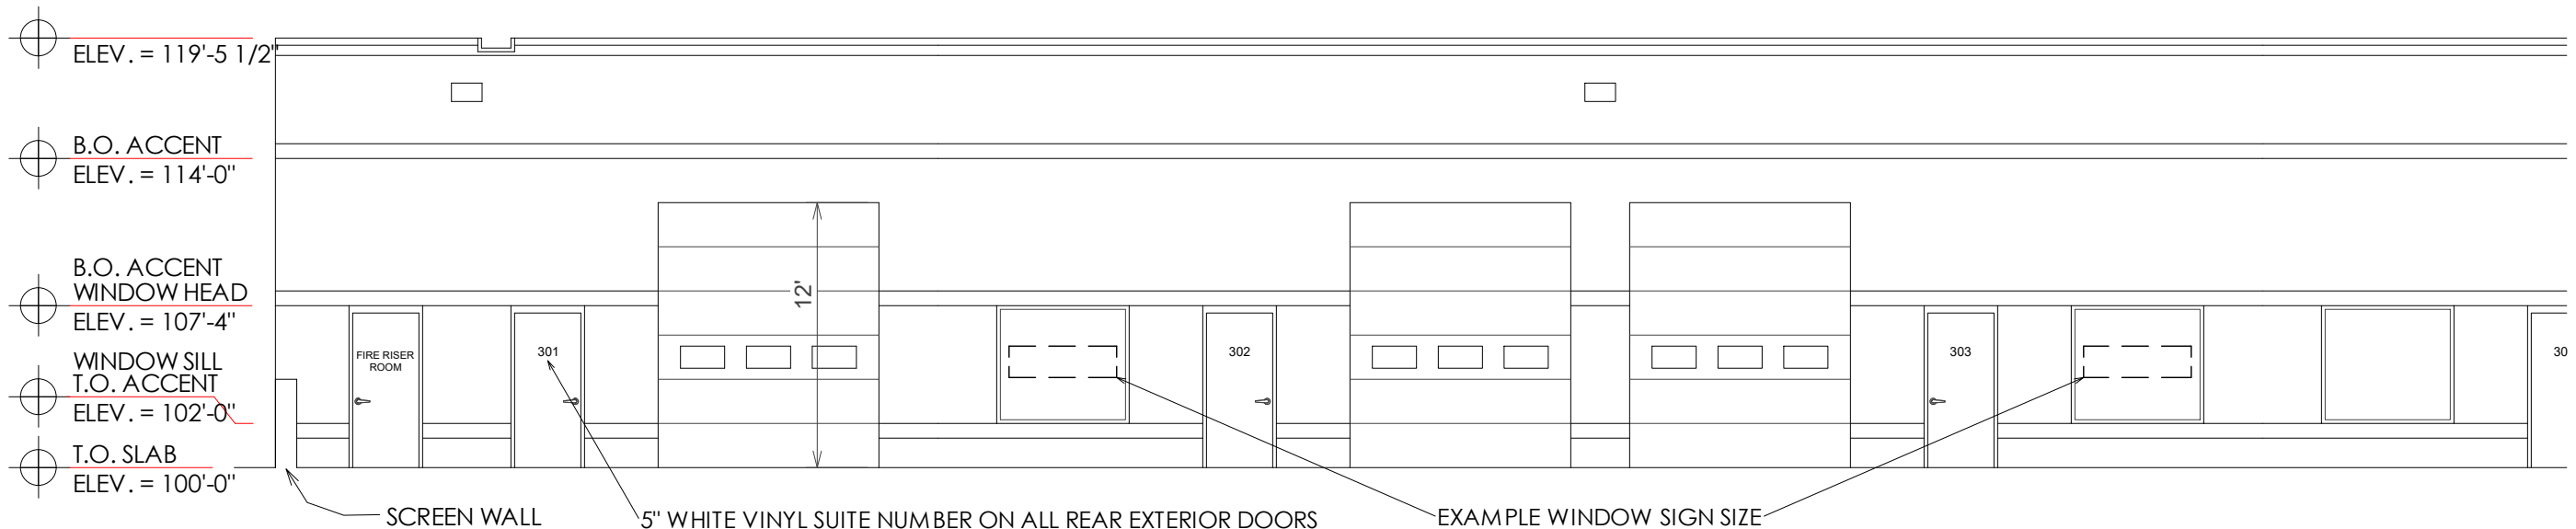 ELEV. = 119'-5 1/2"
B.O. ACCENT
ELEV. = 114'-0"
B.O. ACCENT
WINDOW HEAD
ELEV. = 107'-4"
WINDOW SILL
T.O. ACCENT
ELEV. = 102'-0"
T.O. SLAB
ELEV. = 100'-0"
FIRE RISER
ROOM
301
12'
302
303
30
SCREEN WALL
5" WHITE VINYL SUITE NUMBER ON ALL REAR EXTERIOR DOORS
EXAMPLE WINDOW SIGN SIZE